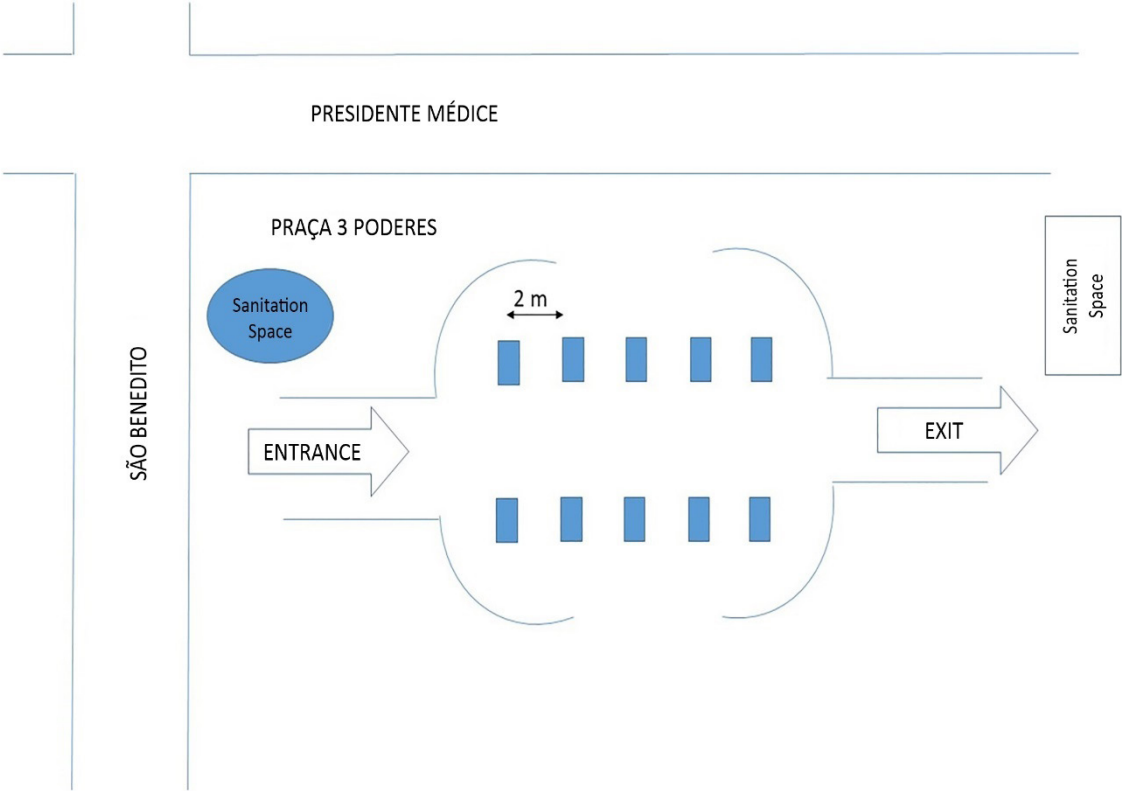 PRESIDENTE MÉDICE
PRAÇA 3 PODERES
Sanitation
Space
2 m
Sanitation
Space
SÃO BENEDITO
ENTRANCE
EXIT